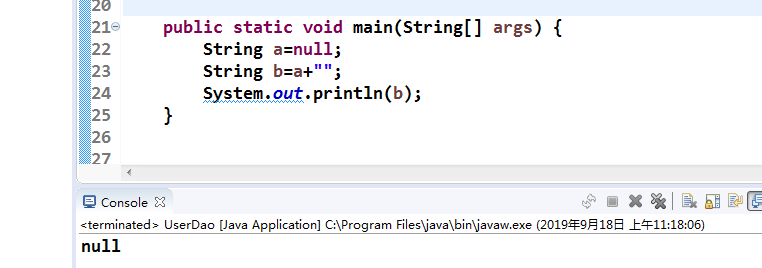 20
21 public static void main(String[] args) {
22 String a=null;
23 String b=a+"";
24 System.out.println(b);
25 }
26
27
Console
<terminated> UserDao [Java Application] C:\Program Files\java\bin\javaw.exe (2019年9月18日 上午11:18:06)
null